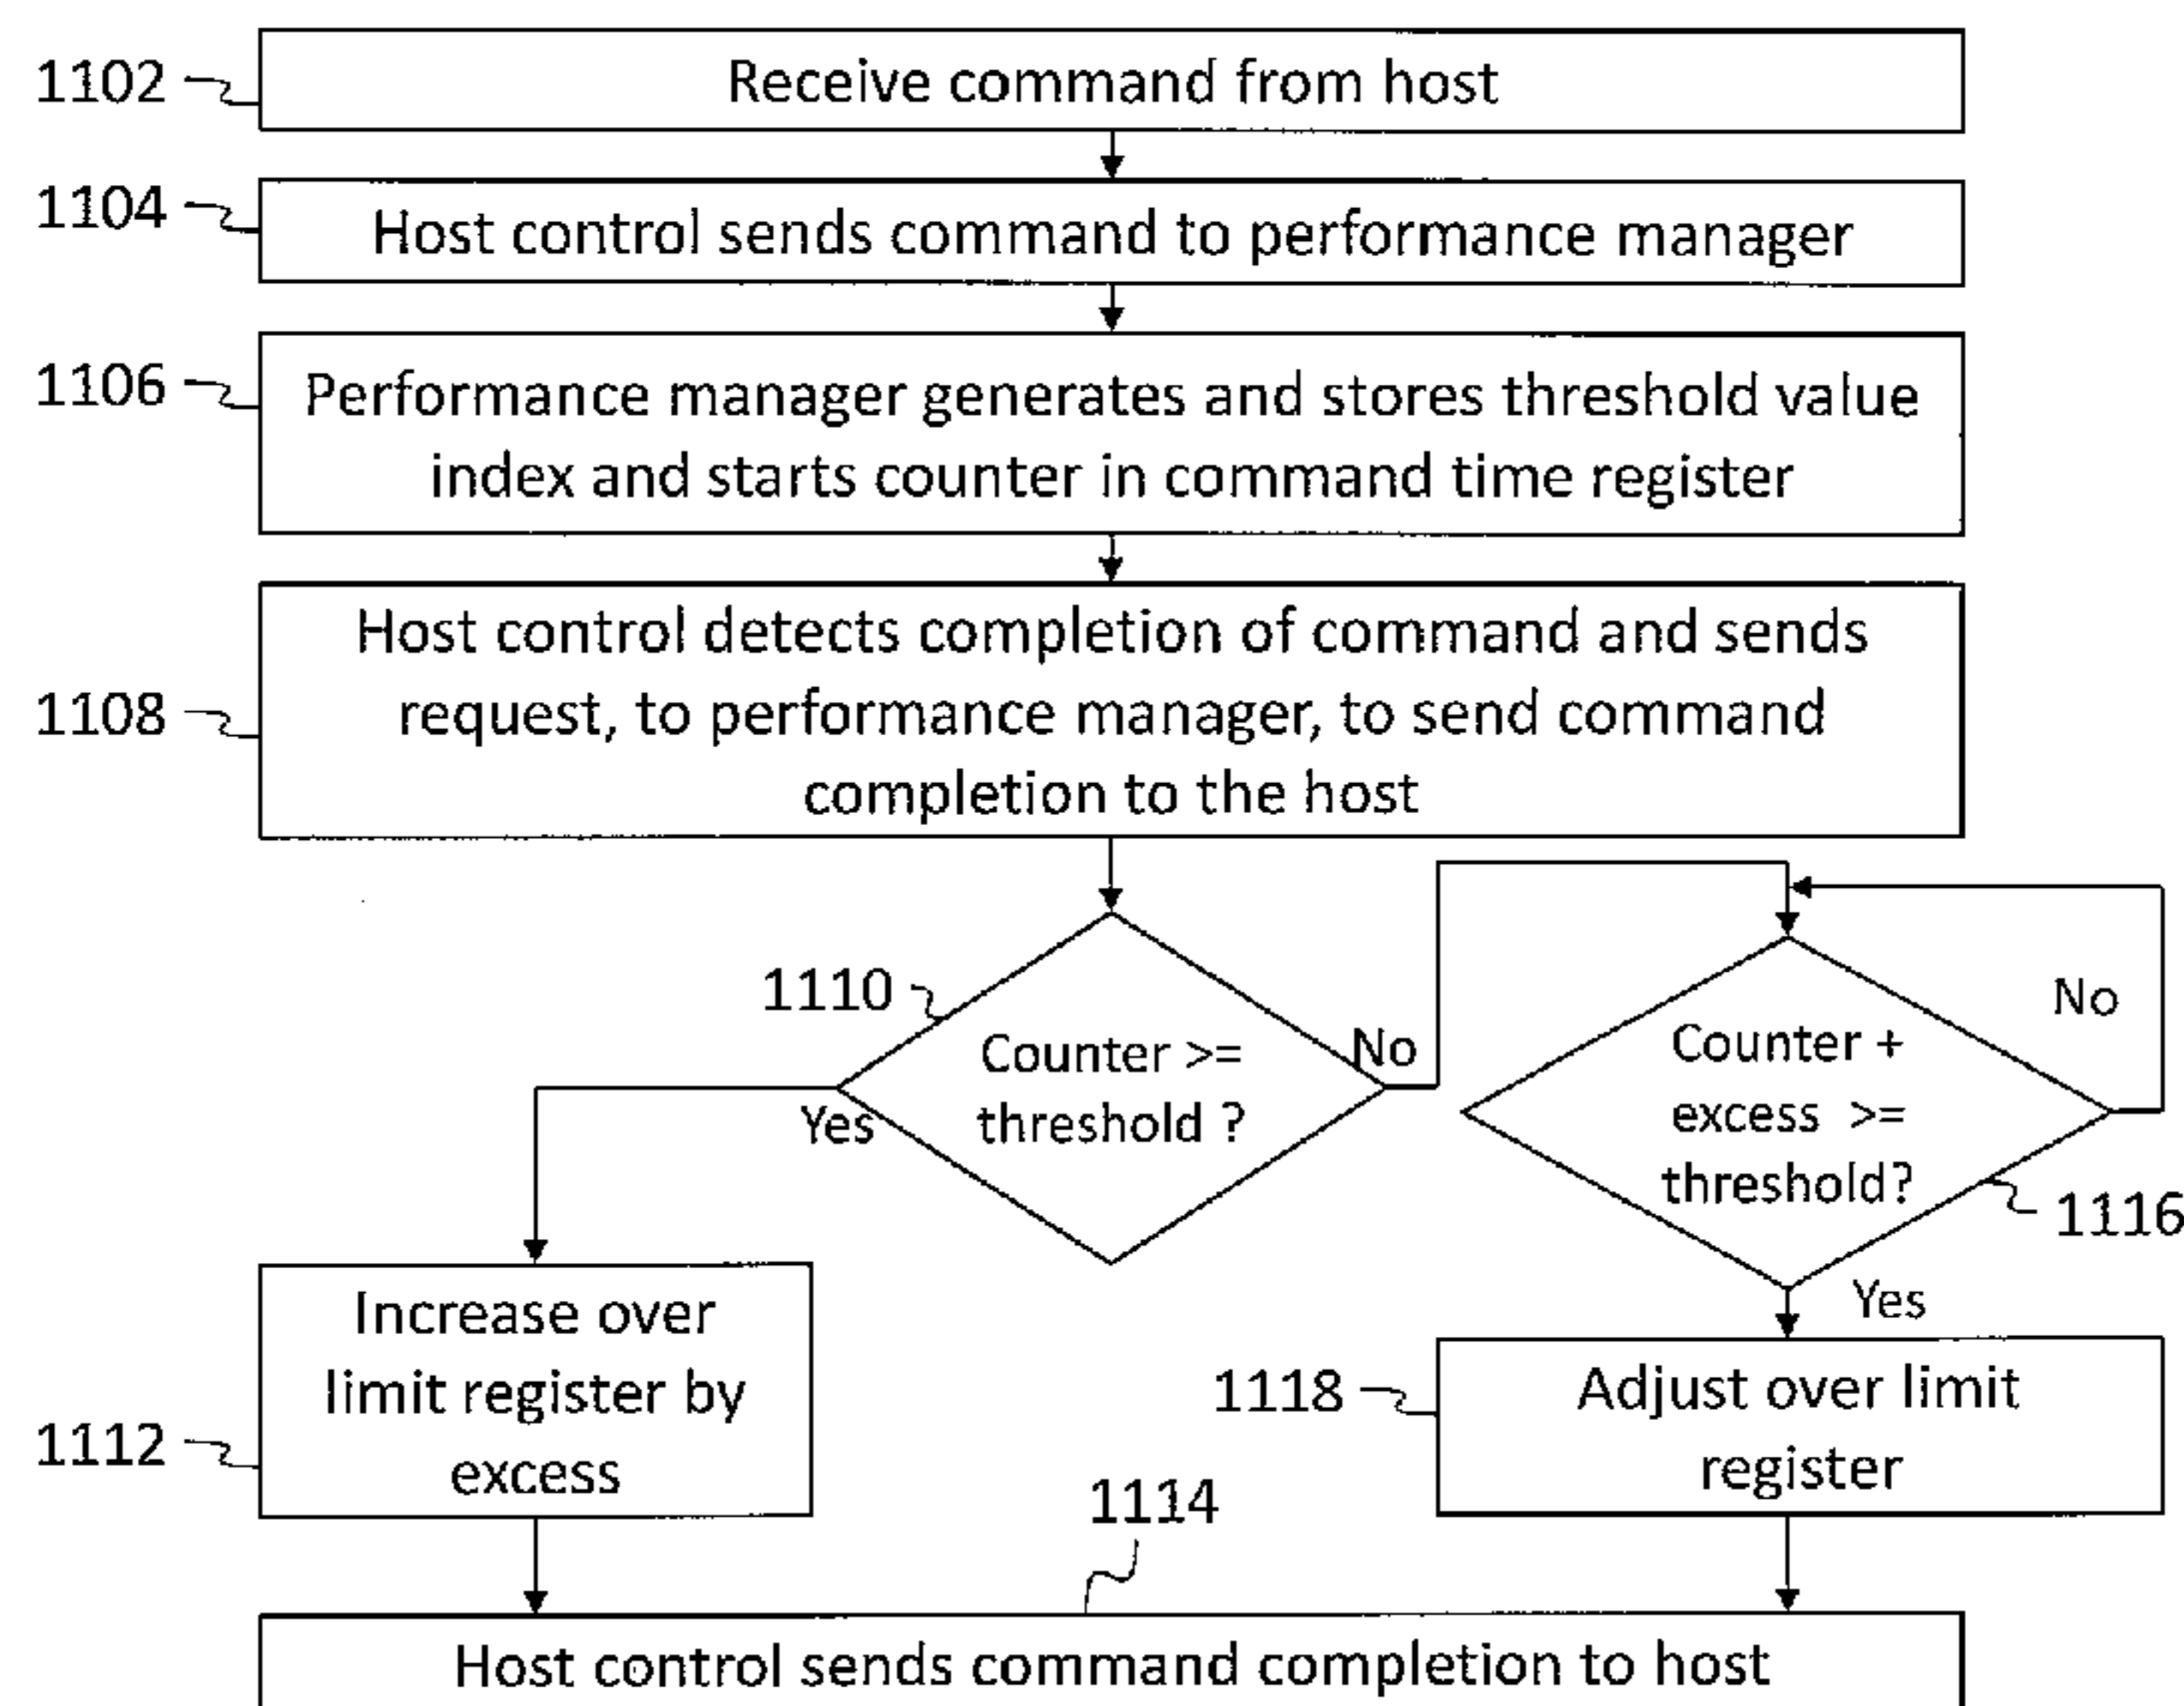 1102
Receive command from host
1104
Host control sends command to performance manager
1106
Performance manager generates and stores threshold value
index and starts counter in command time register
1108
Host control detects completion of command and sends
request, to performance manager, to send command
completion to the host
1110
Counter >=
threshold ?
Yes
No
Counter +
excess >=
threshold?
No
1116
Yes
1112
Increase over
limit register by
excess
1118
Adjust over limit
register
1114
Host control sends command completion to host